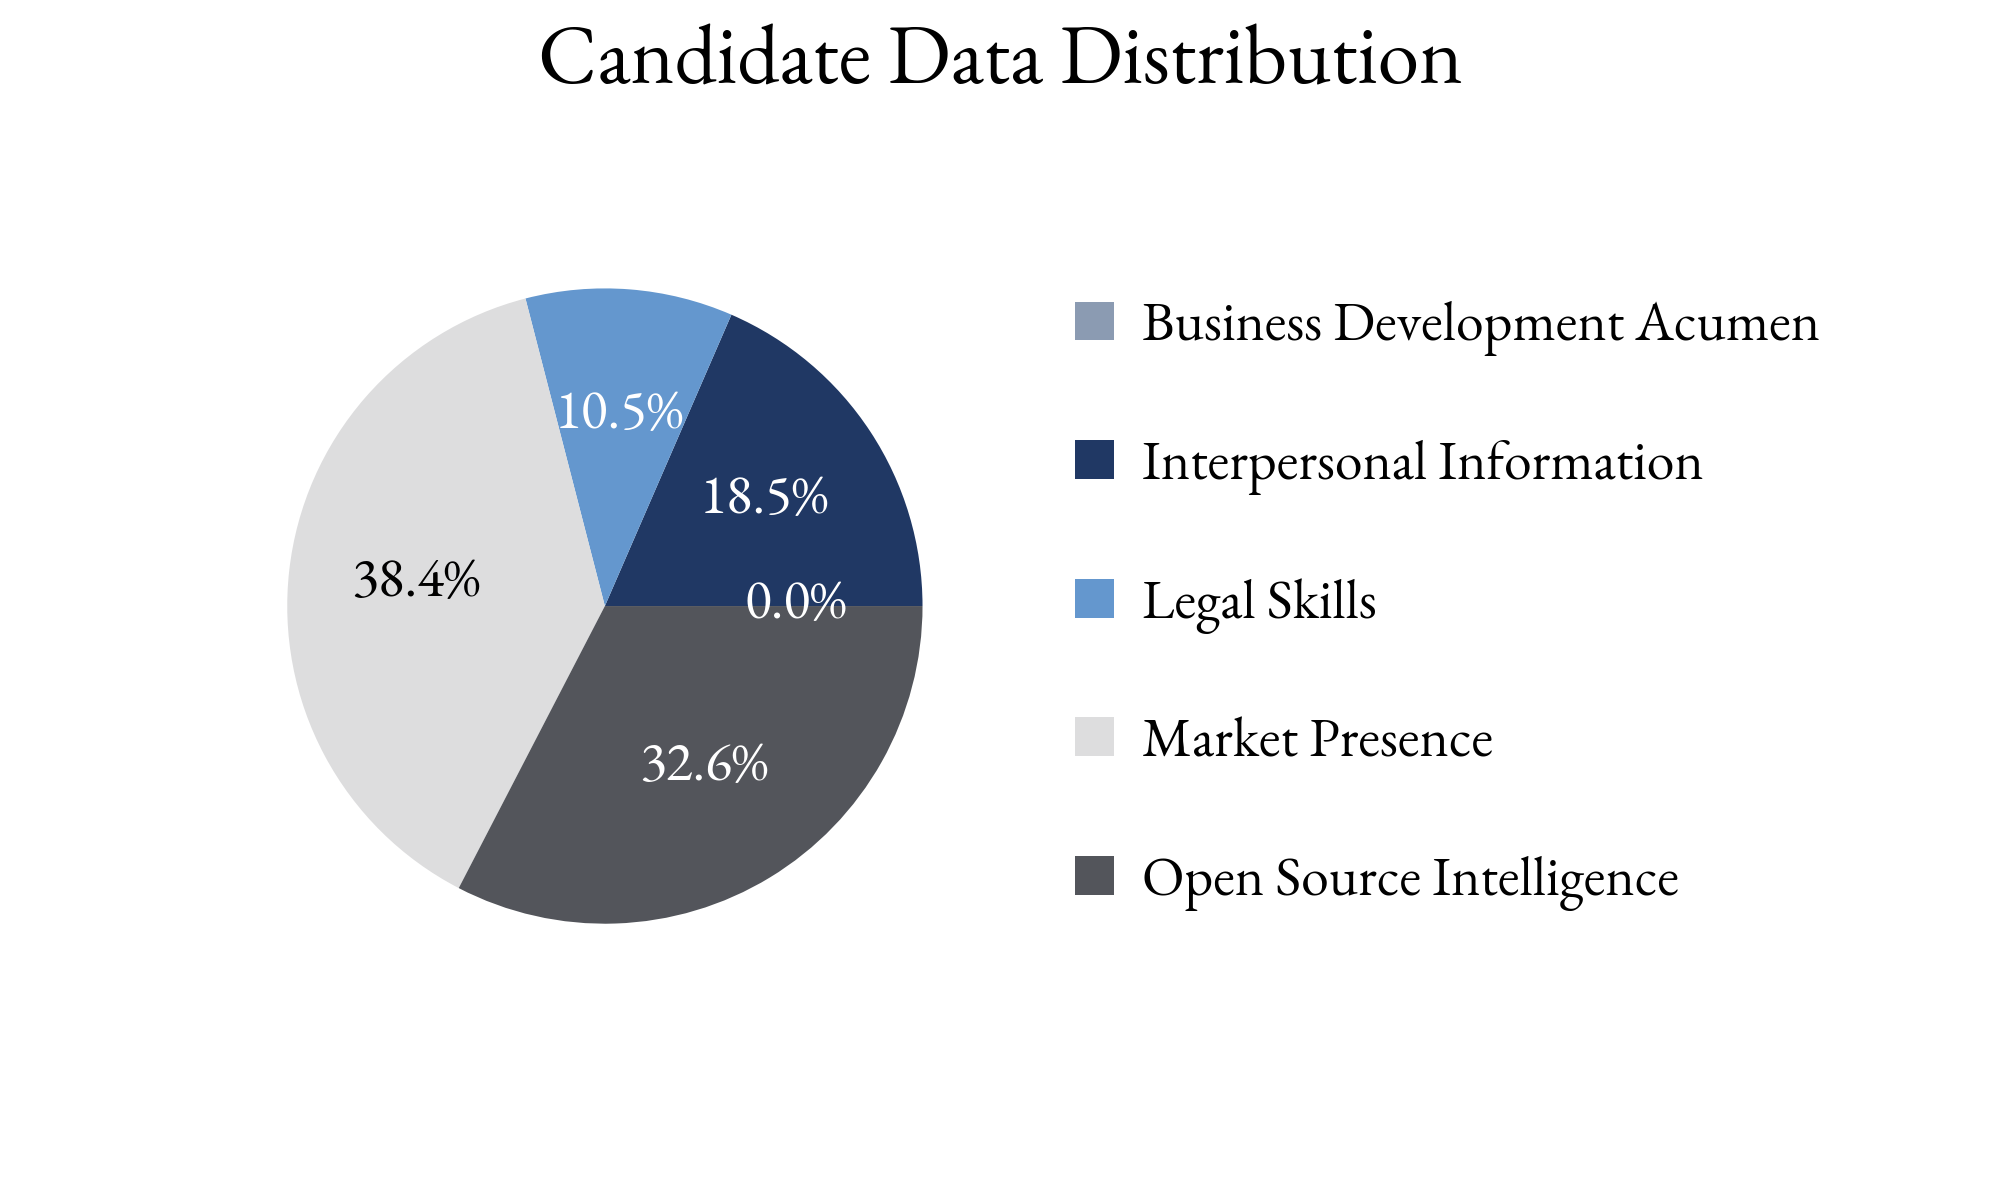 Candidate Data Distribution
10.5%
18.5%
38.4%
0.0%
32.6%
Business Development Acumen
Interpersonal Information
Legal Skills
Market Presence
Open Source Intelligence